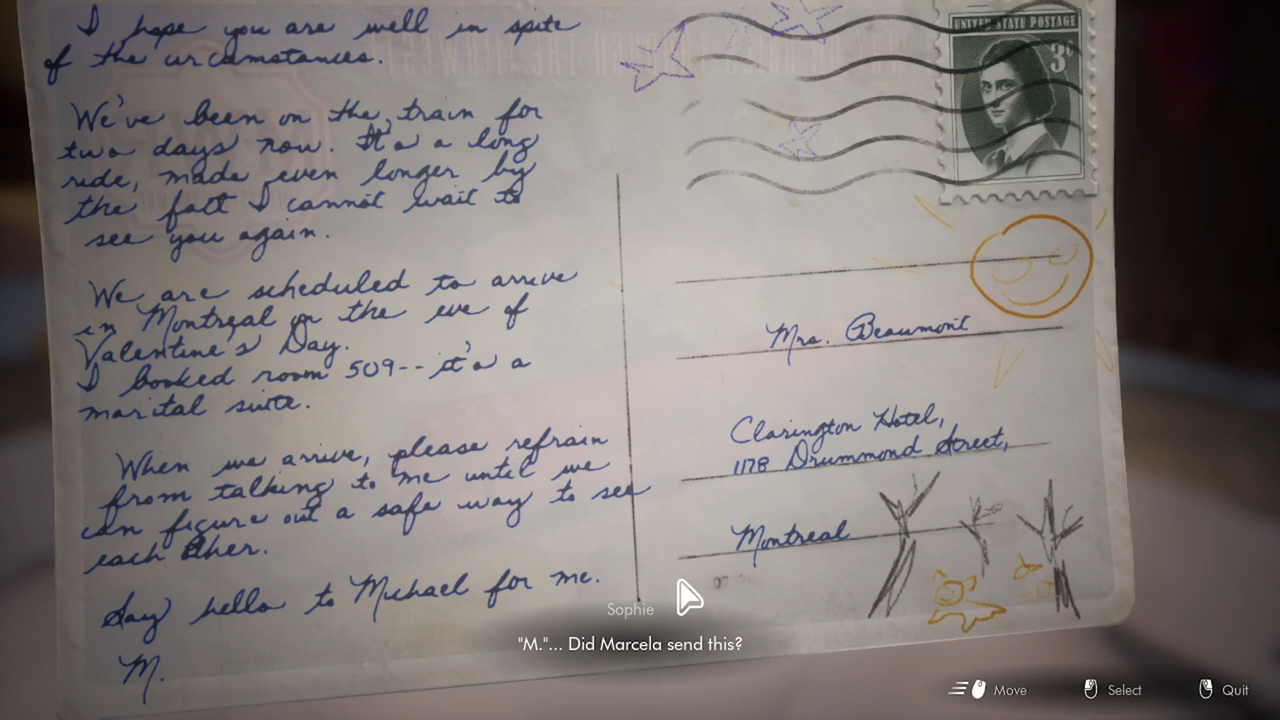 I hope you are well in spite
of the circumstances.
We've been on the train for
two days now. It's a long
ride, made even longer by
the fact I cannot wait to
see you again.
We are scheduled to arrive
in Montreal on the eve of
Valentine's Day.
I booked room 509-- it's a
marital suite.
When we arrive, please refrain
from talking to me until we
can figure out a safe way to see
each other.
Say hello to Michael for me.
M.
UNITED STATE POSTAGE
3¢
Mrs. Beaumont
Clarington Hotel,
1178 Drummond Street,
Montreal
Sophie
"M."... Did Marcela send this?
Move
Select
Quit